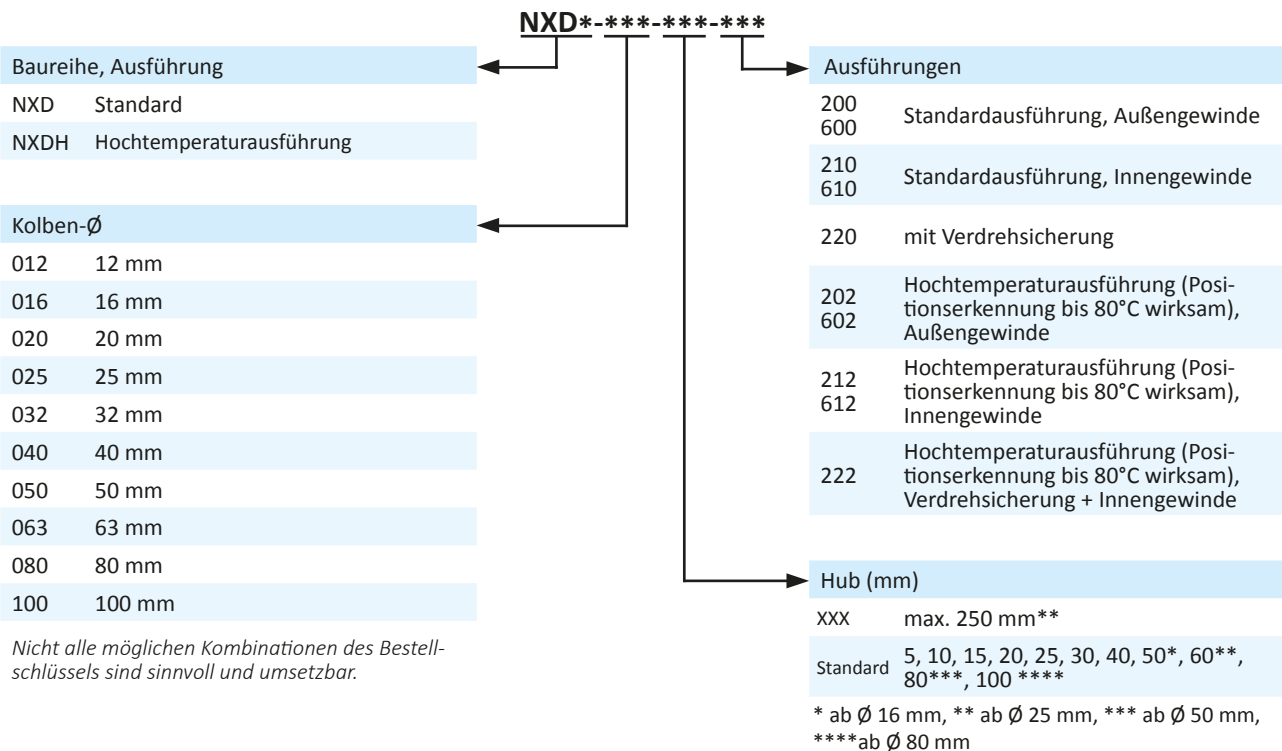 NXD*-***-***-***
Baureihe, Ausführung
NXD Standard
NXDH Hochtemperaturausführung
Kolben-Ø
012 12 mm
016 16 mm
020 20 mm
025 25 mm
032 32 mm
040 40 mm
050 50 mm
063 63 mm
080 80 mm
100 100 mm
Nicht alle möglichen Kombinationen des Bestell-
schlüssels sind sinnvoll und umsetzbar.
Ausführungen
200
600
Standardausführung, Außengewinde
210
610
Standardausführung, Innengewinde
220 mit Verdrehsicherung
202
602
Hochtemperaturausführung (Posi-
tionserkennung bis 80°C wirksam),
Außengewinde
212
612
Hochtemperaturausführung (Posi-
tionserkennung bis 80°C wirksam),
Innengewinde
222
Hochtemperaturausführung (Posi-
tionserkennung bis 80°C wirksam),
Verdrehsicherung + Innengewinde
Hub (mm)
XXX max. 250 mm**
Standard
5, 10, 15, 20, 25, 30, 40, 50*, 60**,
80***, 100 ****
* ab Ø 16 mm, ** ab Ø 25 mm, *** ab Ø 50 mm,
****ab Ø 80 mm